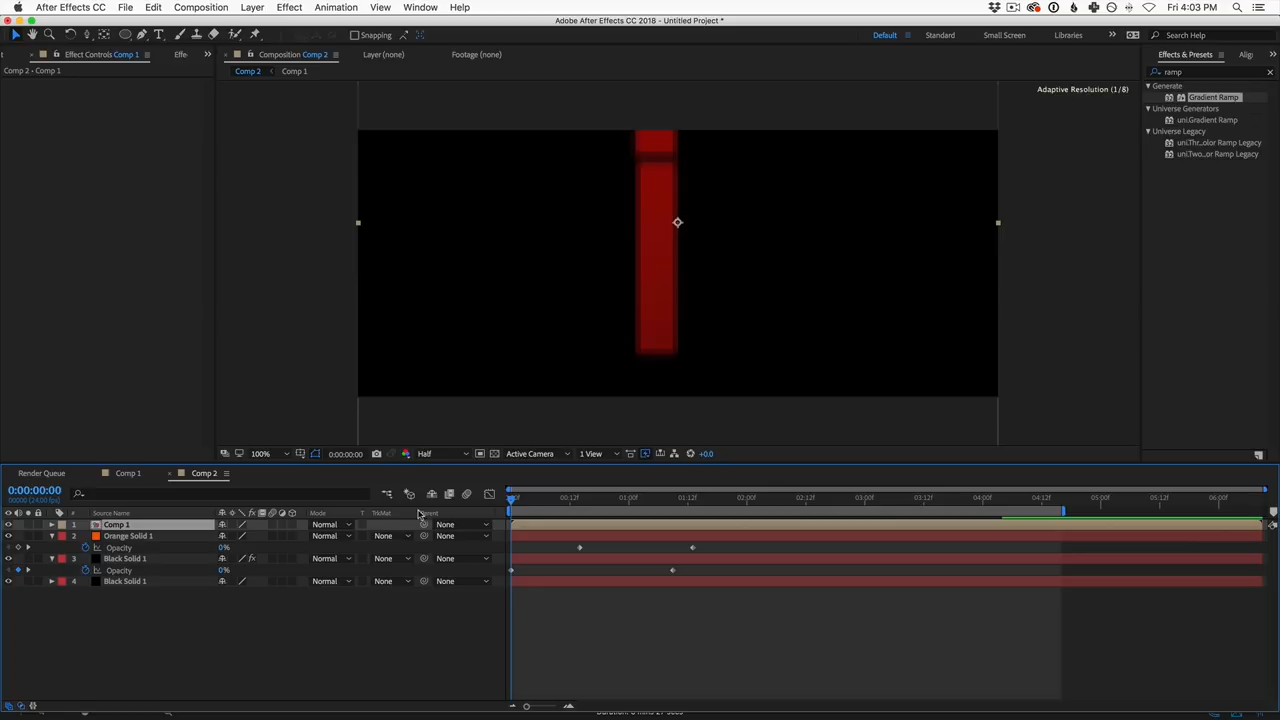 After Effects CC File Edit Composition Layer Effect Animation View Window Help Fri 4:03 PM
Adobe After Effects CC 2018 - Untitled Project *
Snapping Default Standard Small Screen Libraries Search Help
Effect Controls Comp 1 Effe Composition Comp 2 Layer (none) Footage (none) Effects & Presets Alig
Comp 2 • Comp 1 Comp 2 Comp 1 ramp
Generate
Adaptive Resolution (1/8)
Gradient Ramp
Universe Generators
uni.Gradient Ramp
Universe Legacy
uni.Thr...olor Ramp Legacy
uni.Two...or Ramp Legacy
100% 0:00:00:00 Half Active Camera 1 View +0.0
Render Queue Comp 1 Comp 2
0:00:00:00
00000 (24.00 fps)
00:12f 01:00f 01:12f 02:00f 02:12f 03:00f 03:12f 04:00f 04:12f 05:00f 05:12f 06:00f
# Source Name Mode T TrkMat Parent
1 Comp 1 Normal None
2 Orange Solid 1 Normal None None
Opacity 0%
3 Black Solid 1 Normal None None
Opacity 0%
4 Black Solid 1 Normal None None